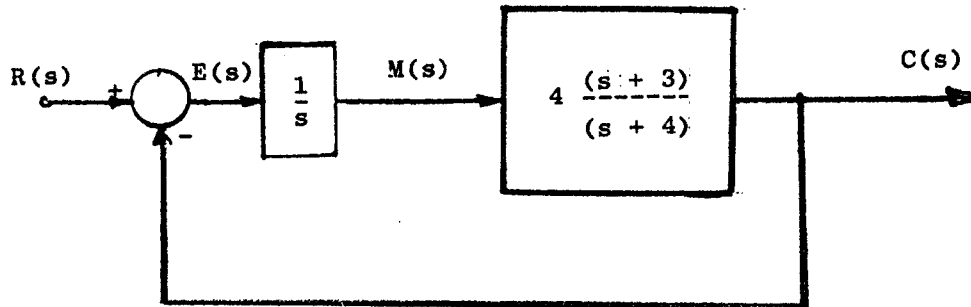 R(s)
+
-
E(s)
1
s
M(s)
4 (s + 3)
(s + 4)
C(s)